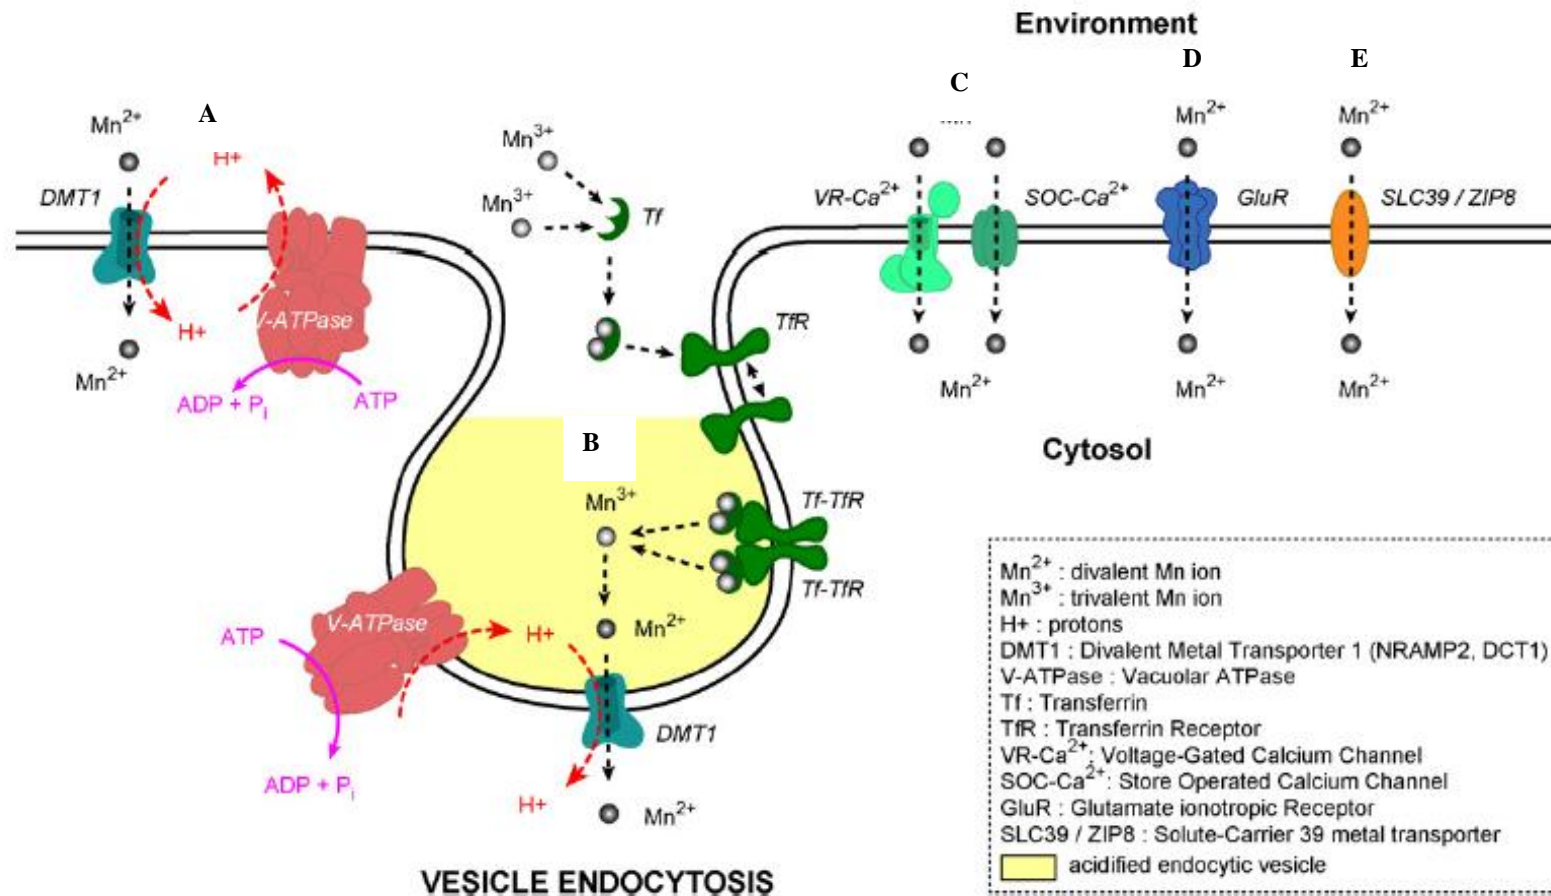 Environment
A
C
D
E
Mn²⁺
H+
DMT1
V-ATPase
H+
Mn²⁺
ADP + Pᵢ
ATP
Mn³⁺
Mn³⁺
Tf
TfR
VR-Ca²⁺
SOC-Ca²⁺
Mn²⁺
GluR
Mn²⁺
SLC39 / ZIP8
Mn²⁺
Mn²⁺
Mn²⁺
Cytosol
B
Mn³⁺
Tf-TfR
Tf-TfR
Mn²⁺
V-ATPase
ATP
H+
ADP + Pᵢ
DMT1
H+
Mn²⁺
VESICLE ENDOCYTOSIS
Mn²⁺ : divalent Mn ion
Mn³⁺ : trivalent Mn ion
H+ : protons
DMT1 : Divalent Metal Transporter 1 (NRAMP2, DCT1)
V-ATPase : Vacuolar ATPase
Tf : Transferrin
TfR : Transferrin Receptor
VR-Ca²⁺: Voltage-Gated Calcium Channel
SOC-Ca²⁺: Store Operated Calcium Channel
GluR : Glutamate ionotropic Receptor
SLC39 / ZIP8 : Solute-Carrier 39 metal transporter
acidified endocytic vesicle